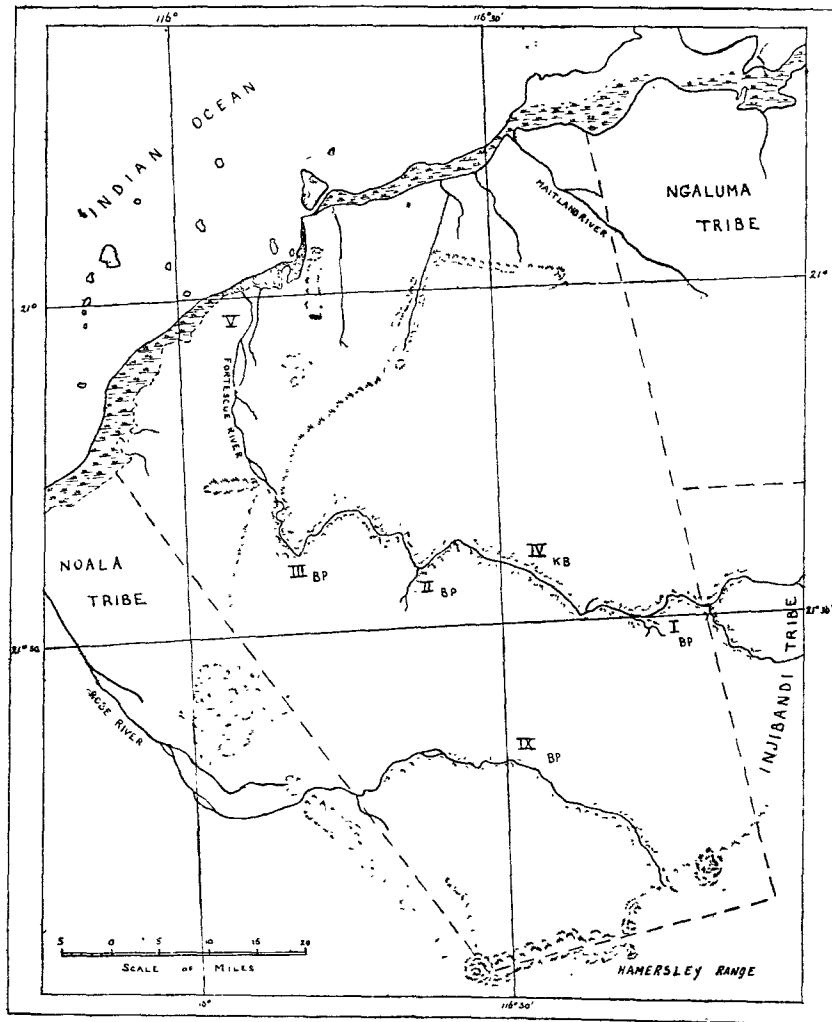 116°
116°30'
INDIAN OCEAN
MAITLAND RIVER
NGALUMA
TRIBE
21°
21°
V
FORTESCUE RIVER
NOALA
TRIBE
III BP
II BP
IV KB
I BP
21°30'
21°30
INJIBANDI TRIBE
ROBE RIVER
IX BP
5 0 5 10 15 20
SCALE OF MILES
HAMERSLEY RANGE
116°30'